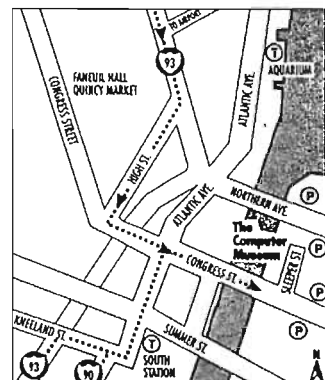 TO AIRPORT
93
T
AQUARIUM
FANEUIL HALL
QUINCY MARKET
CONGRESS STREET
ATLANTIC AVE.
HIGH ST.
ATLANTIC AVE.
NORTHERN AVE.
P
The
Computer
Museum
P
CONGRESS ST.
SLEEPER ST.
P
KNEELAND ST.
SUMMER ST.
T
SOUTH
STATION
93
90
N